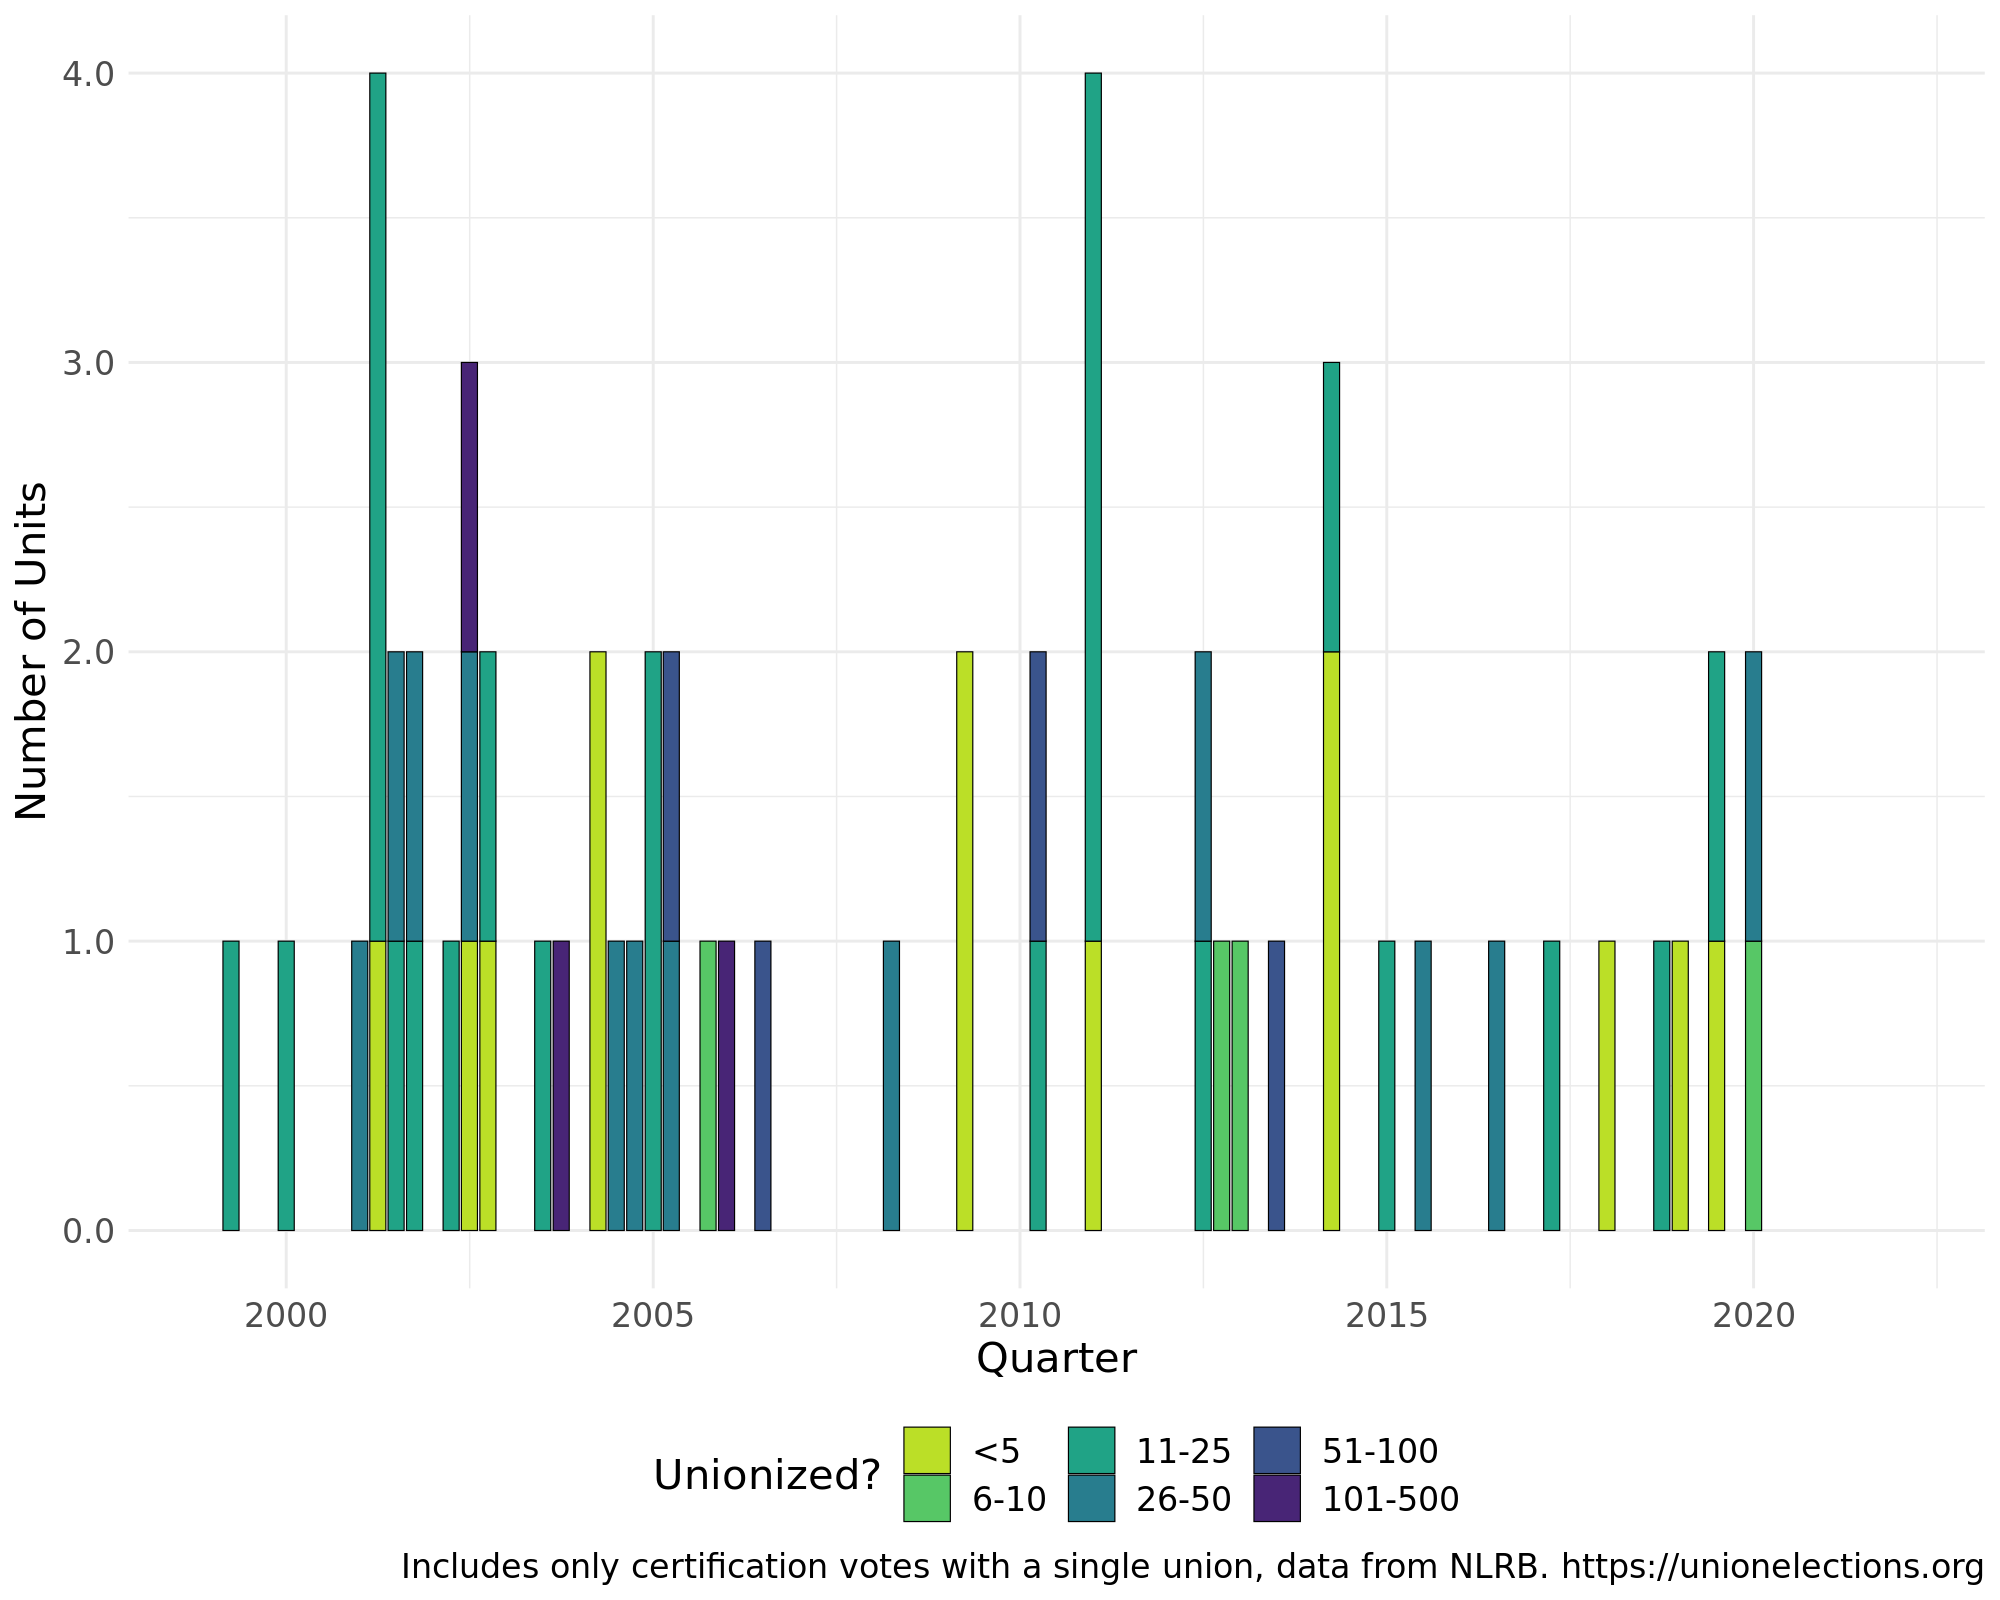 4.0
3.0
2.0
1.0
0.0
Number of Units
2000 2005 2010 2015 2020
Quarter
Unionized?
<5 11-25 51-100
6-10 26-50 101-500
Includes only certification votes with a single union, data from NLRB. https://unionelections.org